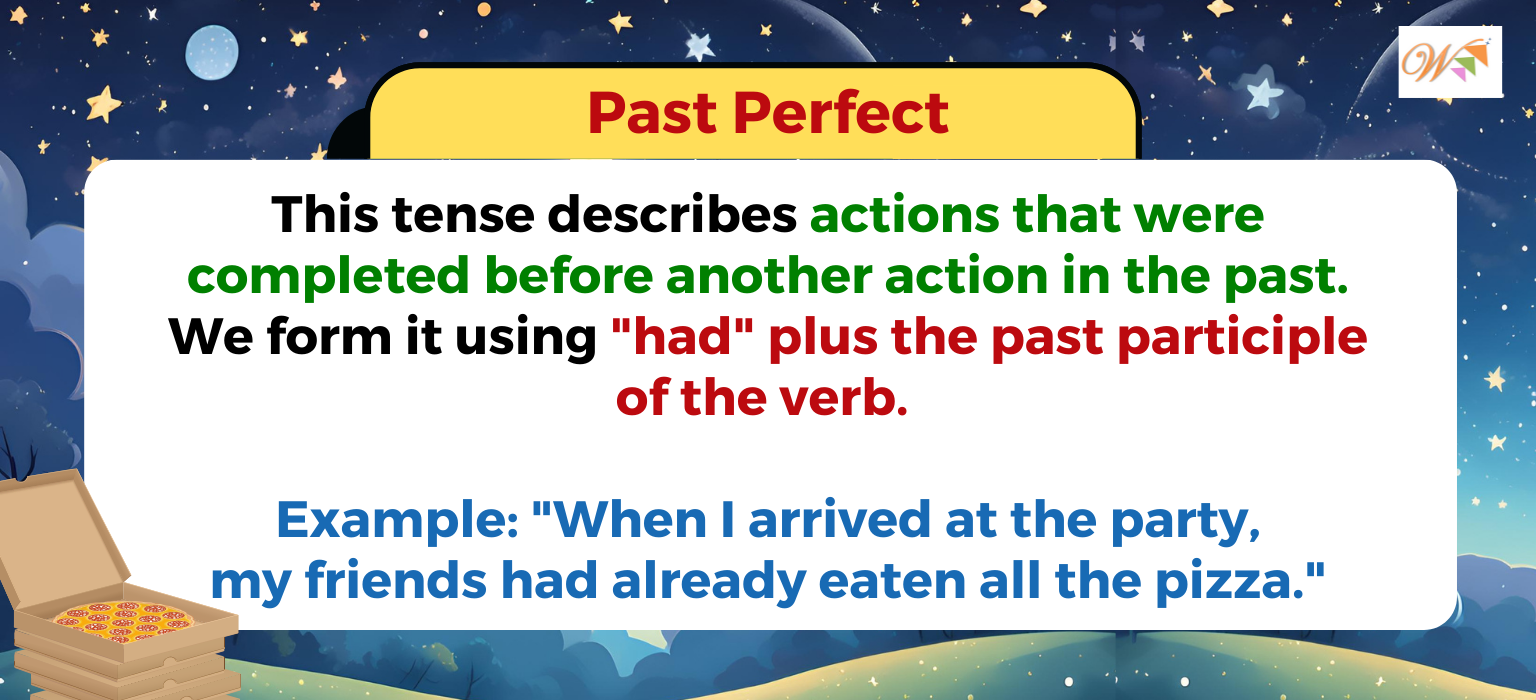 W
Past Perfect
This tense describes actions that were
completed before another action in the past.
We form it using "had" plus the past participle
of the verb.
Example: "When I arrived at the party,
my friends had already eaten all the pizza."